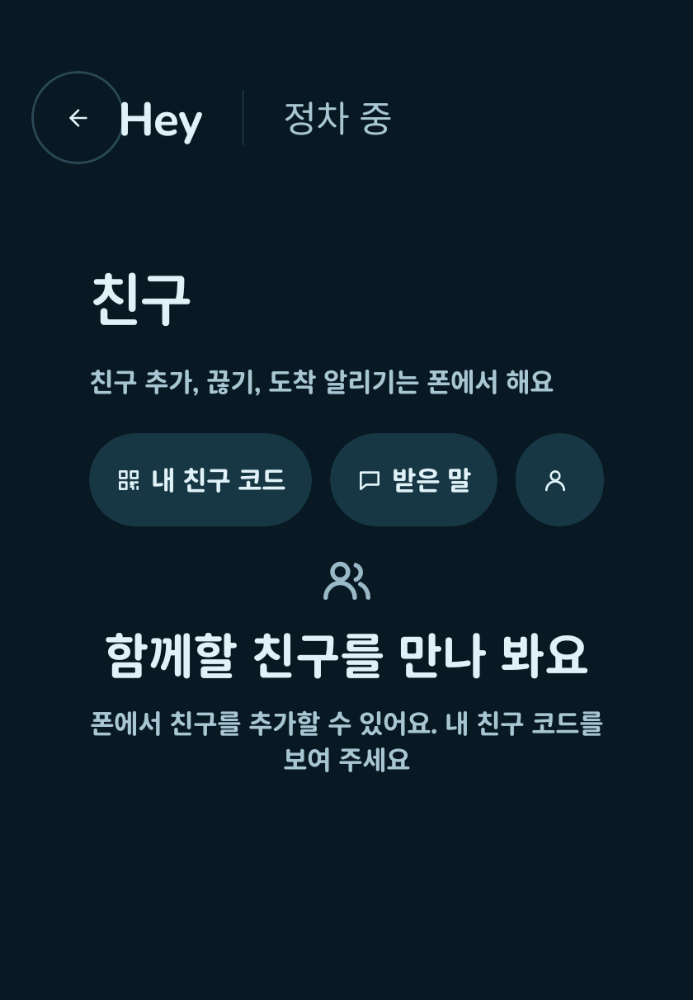 Hey
정차 중
친구
친구 추가, 끊기, 도착 알리기는 폰에서 해요
내 친구 코드
받은 말
함께할 친구를 만나 봐요
폰에서 친구를 추가할 수 있어요. 내 친구 코드를
보여 주세요